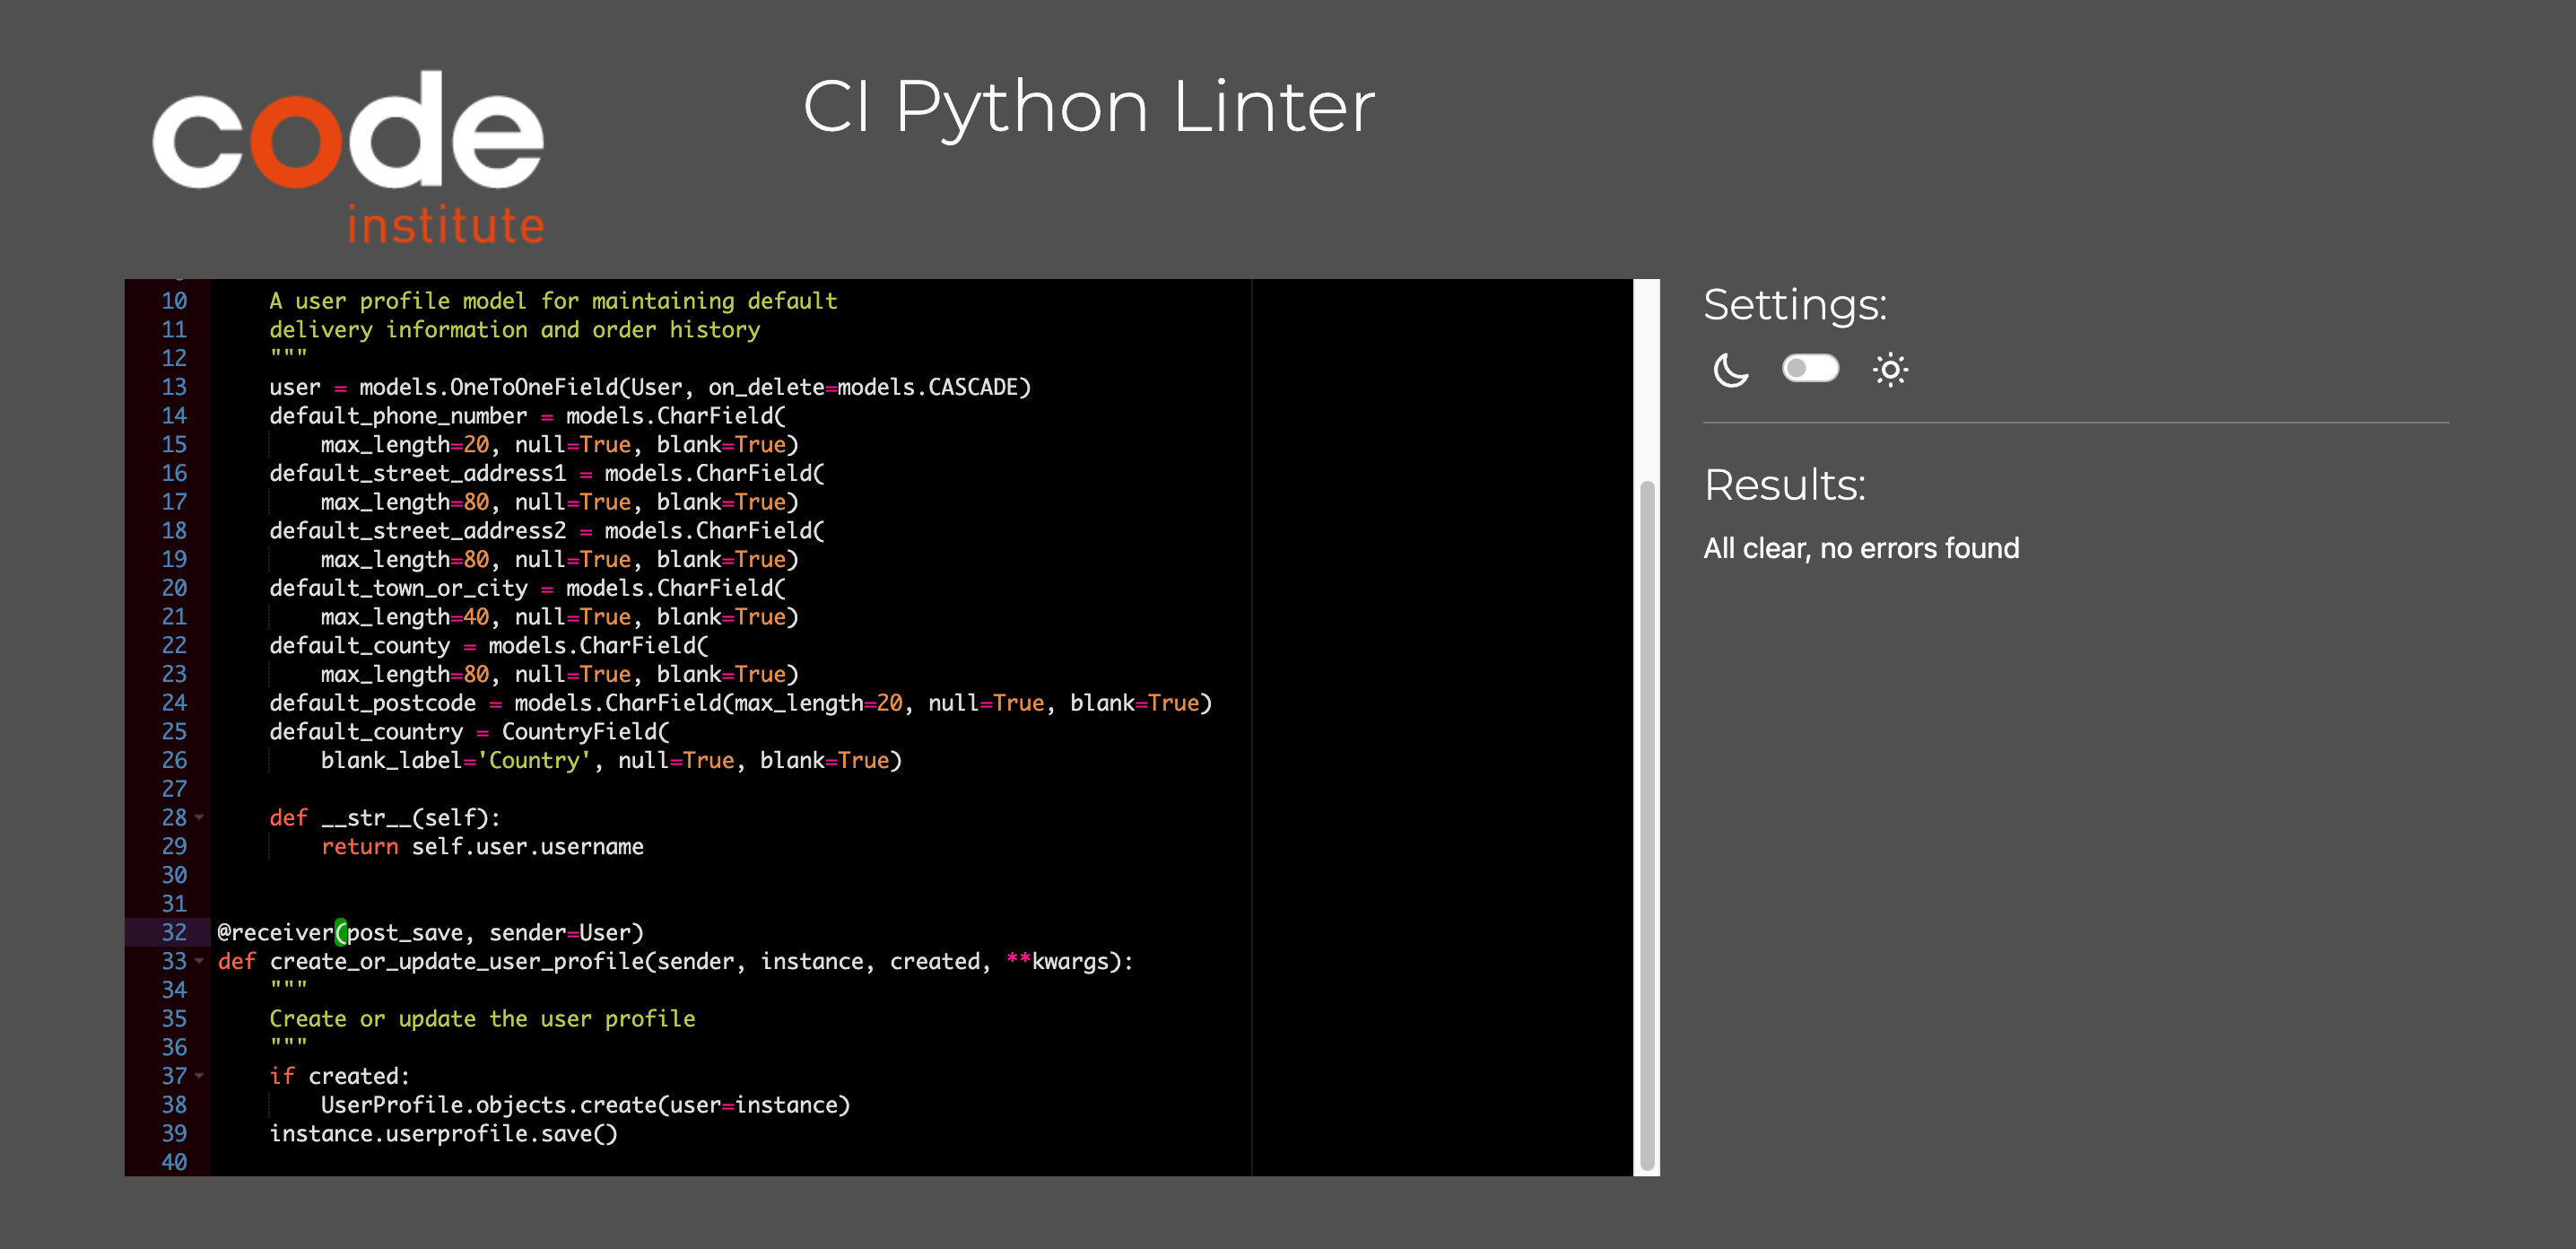 code
institute
CI Python Linter
10 A user profile model for maintaining default
11 delivery information and order history
12 """
13 user = models.OneToOneField(User, on_delete=models.CASCADE)
14 default_phone_number = models.CharField(
15 max_length=20, null=True, blank=True)
16 default_street_address1 = models.CharField(
17 max_length=80, null=True, blank=True)
18 default_street_address2 = models.CharField(
19 max_length=80, null=True, blank=True)
20 default_town_or_city = models.CharField(
21 max_length=40, null=True, blank=True)
22 default_county = models.CharField(
23 max_length=80, null=True, blank=True)
24 default_postcode = models.CharField(max_length=20, null=True, blank=True)
25 default_country = CountryField(
26 blank_label='Country', null=True, blank=True)
27
28 def __str__(self):
29 return self.user.username
30
31
32 @receiver(post_save, sender=User)
33 def create_or_update_user_profile(sender, instance, created, **kwargs):
34 """
35 Create or update the user profile
36 """
37 if created:
38 UserProfile.objects.create(user=instance)
39 instance.userprofile.save()
40
Settings:
Results:
All clear, no errors found